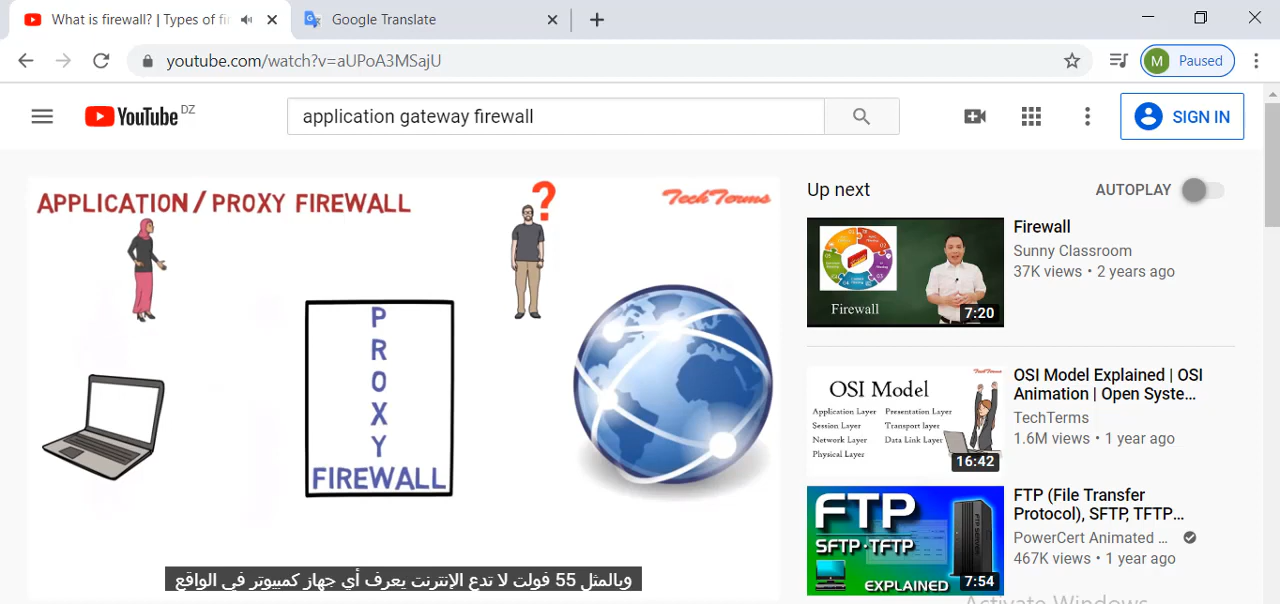 What is firewall? | Types of fir
Google Translate
youtube.com/watch?v=aUPoA3MSajU
M
Paused
YouTube DZ
application gateway firewall
SIGN IN
APPLICATION / PROXY FIREWALL
?
TechTerms
P
R
O
X
Y
FIREWALL
وبالمثل 55 فولت لا تدع الإنترنت يعرف أي جهاز كمبيوتر في الواقع
Up next
AUTOPLAY
Firewall
7:20
Firewall
Sunny Classroom
37K views • 2 years ago
TechTerms
OSI Model
Application Layer Presentation Layer
Session Layer Transport layer
Network Layer Data Link Layer
Physical Layer
16:42
OSI Model Explained | OSI
Animation | Open Syste...
TechTerms
1.6M views • 1 year ago
FTP
SFTP·TFTP
FTP SERVER
EXPLAINED
7:54
FTP (File Transfer
Protocol), SFTP, TFTP...
PowerCert Animated ...
467K views • 1 year ago
Activate Windows